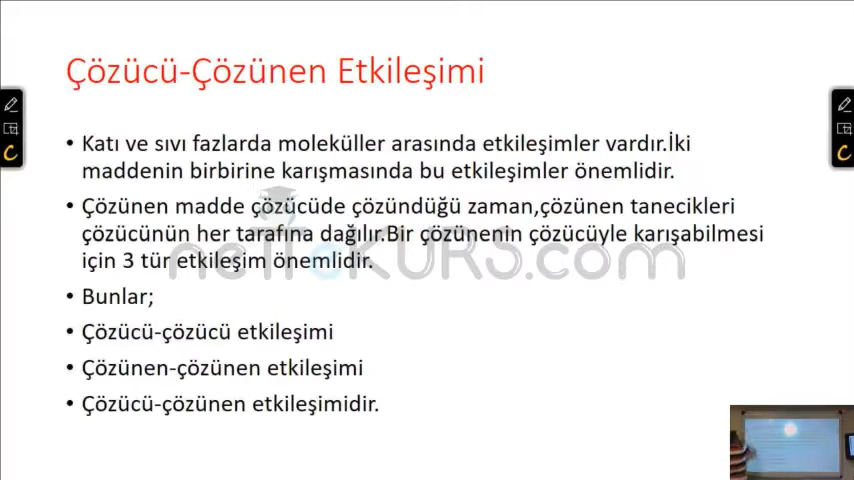 Çözücü-Çözünen Etkileşimi
• Katı ve sıvı fazlarda moleküller arasında etkileşimler vardır.İki
maddenin birbirine karışmasında bu etkileşimler önemlidir.
• Çözünen madde çözücüde çözündüğü zaman,çözünen tanecikleri
çözücünün her tarafına dağılır.Bir çözünenin çözücüyle karışabilmesi
için 3 tür etkileşim önemlidir.
netteKURS.com
• Bunlar;
• Çözücü-çözücü etkileşimi
• Çözünen-çözünen etkileşimi
• Çözücü-çözünen etkileşimidir.